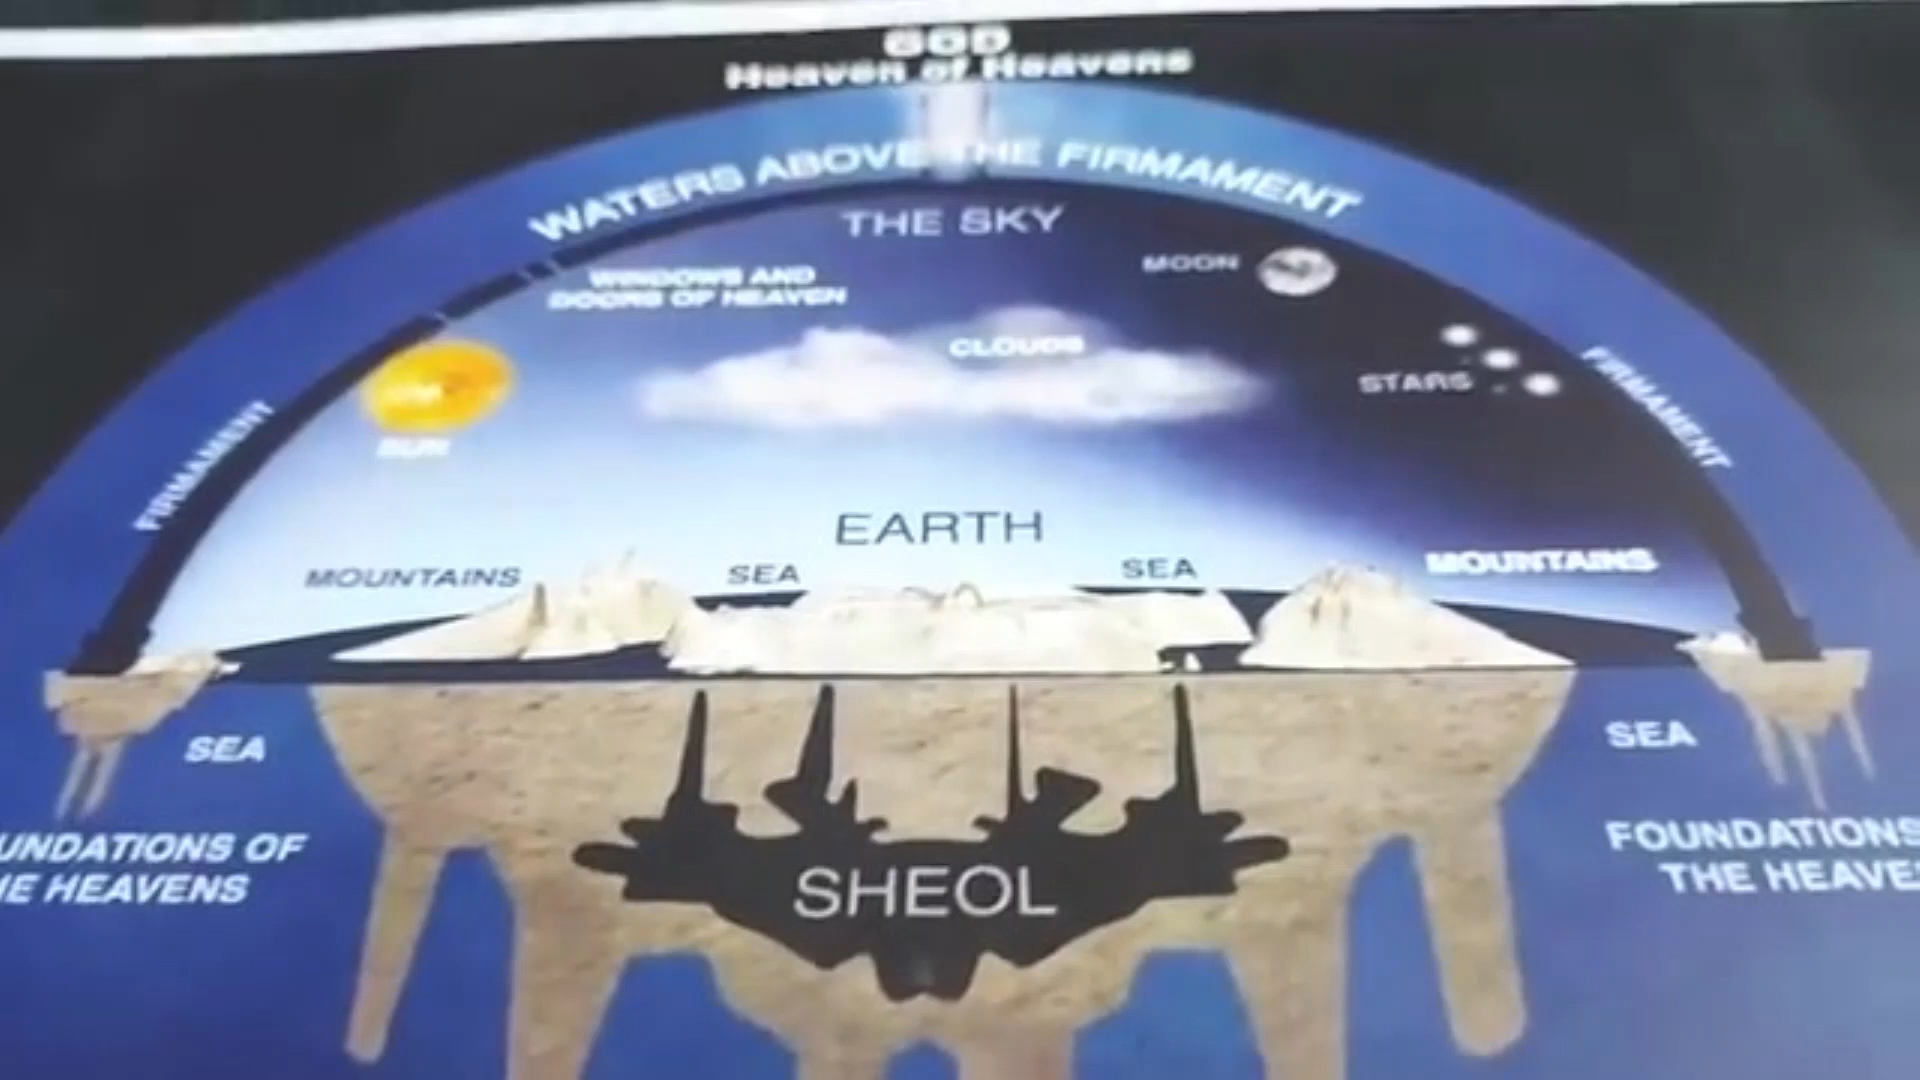 GOD
Heaven of Heavens
WATERS ABOVE THE FIRMAMENT
THE SKY
MOON
WINDOWS AND
DOORS OF HEAVEN
CLOUDS
STARS
FIRMAMENT
FIRMAMENT
SUN
EARTH
MOUNTAINS
SEA
SEA
MOUNTAINS
SEA
SEA
UNDATIONS OF
HE HEAVENS
FOUNDATIONS
THE HEAVE
SHEOL